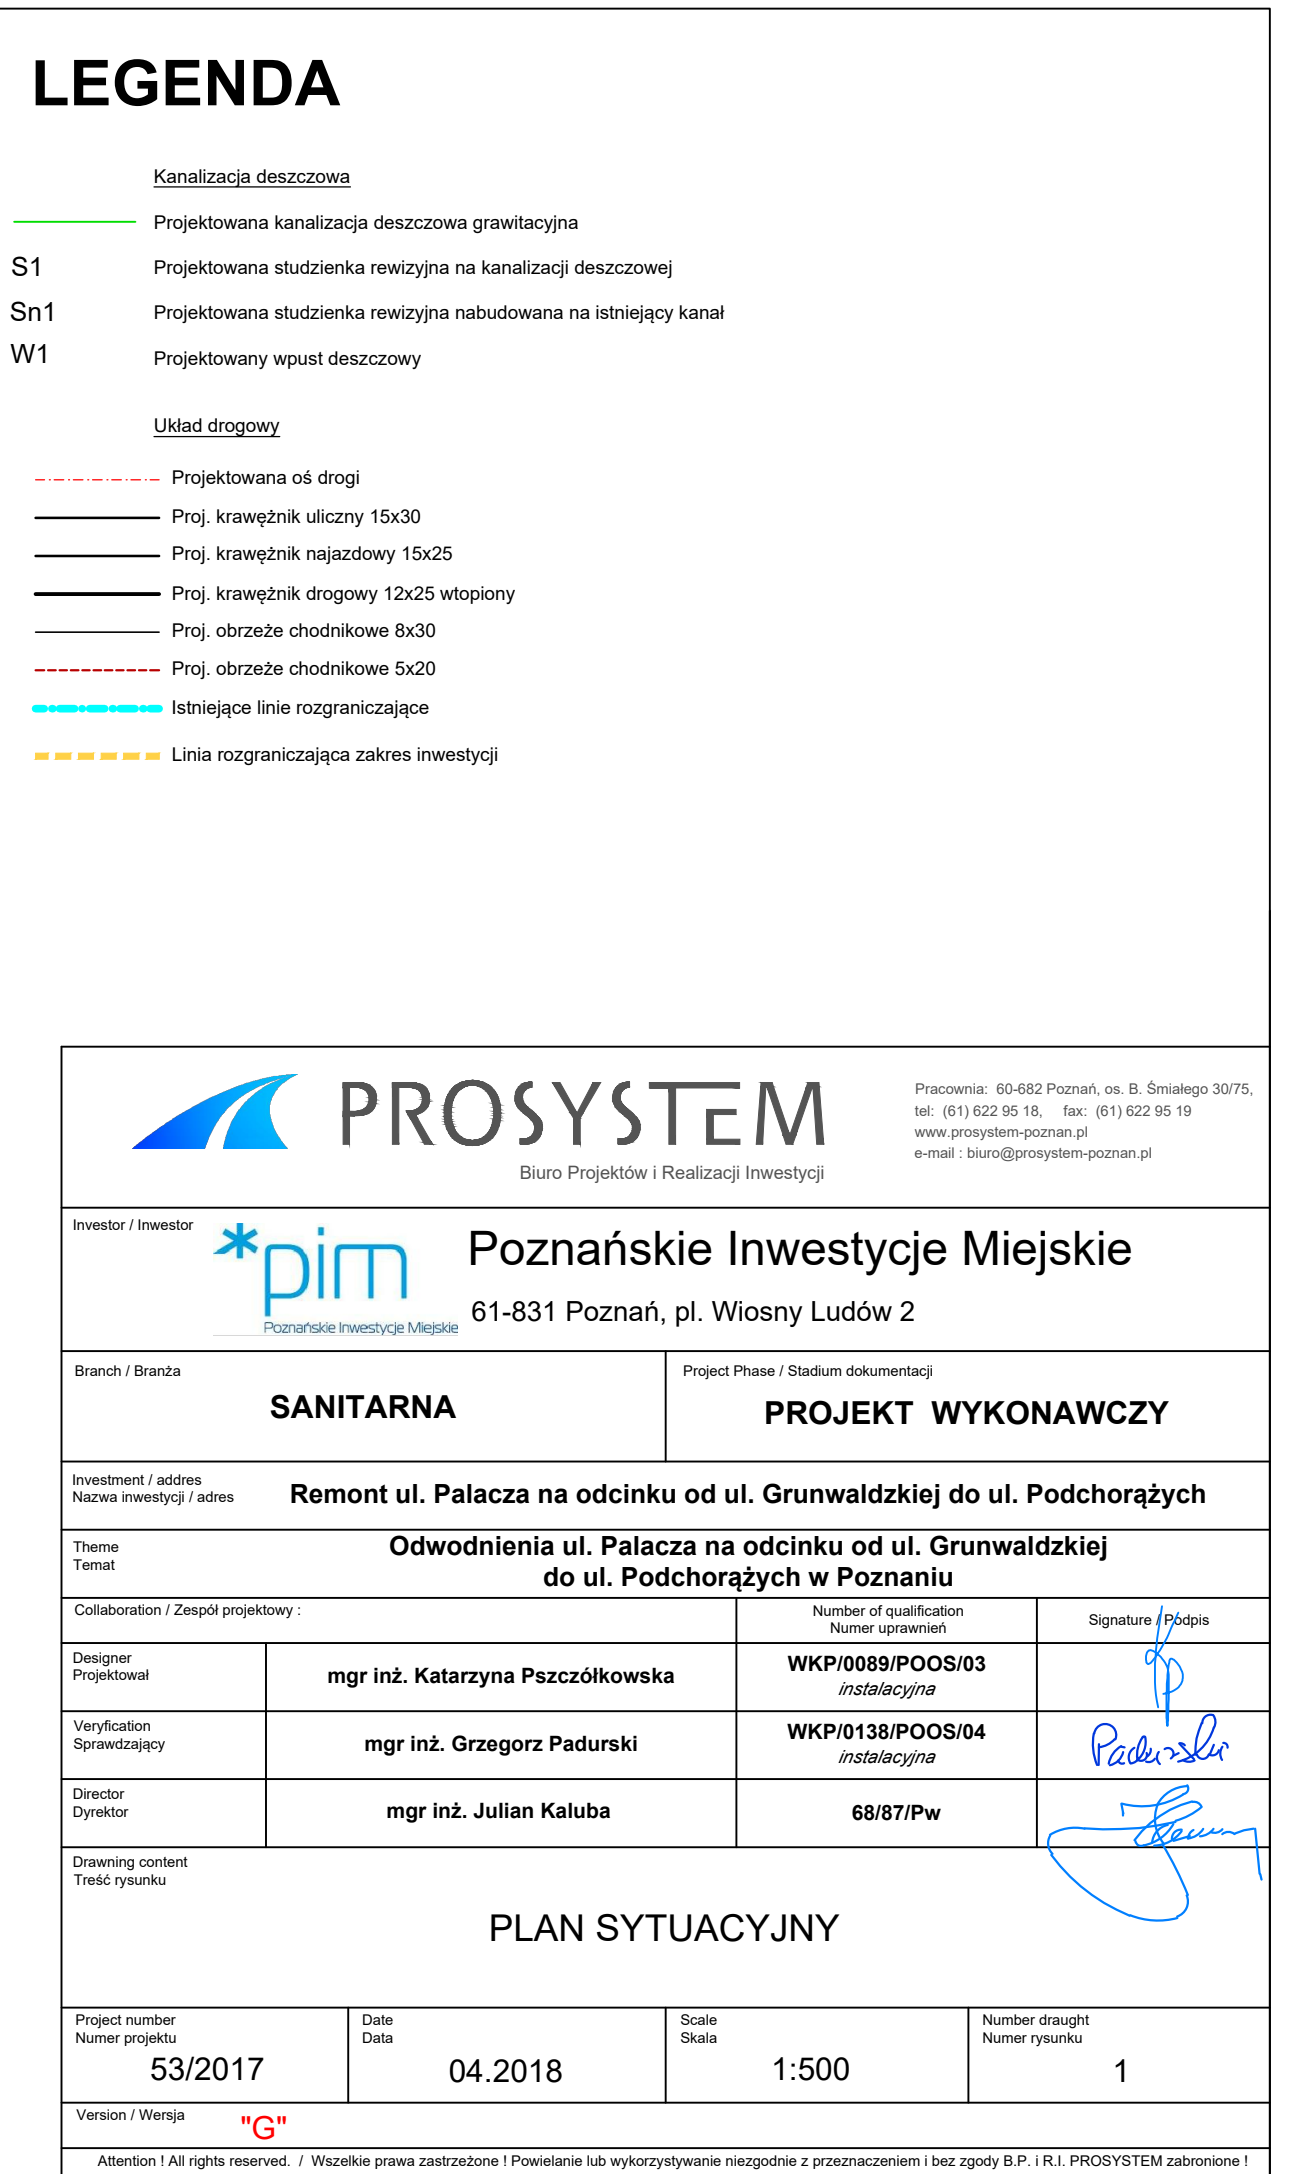 LEGENDA
Kanalizacja deszczowa
Projektowana kanalizacja deszczowa grawitacyjna
S1 Projektowana studzienka rewizyjna na kanalizacji deszczowej
Sn1 Projektowana studzienka rewizyjna nabudowana na istniejący kanał
W1 Projektowany wpust deszczowy
Układ drogowy
Projektowana oś drogi
Proj. krawężnik uliczny 15x30
Proj. krawężnik najazdowy 15x25
Proj. krawężnik drogowy 12x25 wtopiony
Proj. obrzeże chodnikowe 8x30
Proj. obrzeże chodnikowe 5x20
Istniejące linie rozgraniczające
Linia rozgraniczająca zakres inwestycji
PROSYSTEM
Biuro Projektów i Realizacji Inwestycji
Pracownia: 60-682 Poznań, os. B. Śmiałego 30/75,
tel: (61) 622 95 18, fax: (61) 622 95 19
www.prosystem-poznan.pl
e-mail : biuro@prosystem-poznan.pl
Investor / Inwestor
*pim
Poznańskie Inwestycje Miejskie
Poznańskie Inwestycje Miejskie
61-831 Poznań, pl. Wiosny Ludów 2
Branch / Branża
SANITARNA
Project Phase / Stadium dokumentacji
PROJEKT WYKONAWCZY
Investment / addres
Nazwa inwestycji / adres
Remont ul. Palacza na odcinku od ul. Grunwaldzkiej do ul. Podchorążych
Theme
Temat
Odwodnienia ul. Palacza na odcinku od ul. Grunwaldzkiej
do ul. Podchorążych w Poznaniu
Collaboration / Zespół projektowy :
Number of qualification
Numer uprawnień
Signature / Podpis
Designer
Projektował
mgr inż. Katarzyna Pszczółkowska
WKP/0089/POOS/03
instalacyjna
Kp
Veryfication
Sprawdzający
mgr inż. Grzegorz Padurski
WKP/0138/POOS/04
instalacyjna
Padurski
Director
Dyrektor
mgr inż. Julian Kaluba
68/87/Pw
Drawning content
Treść rysunku
PLAN SYTUACYJNY
Project number
Numer projektu
53/2017
Date
Data
04.2018
Scale
Skala
1:500
Number draught
Numer rysunku
1
Version / Wersja
"G"
Attention ! All rights reserved. / Wszelkie prawa zastrzeżone ! Powielanie lub wykorzystywanie niezgodnie z przeznaczeniem i bez zgody B.P. i R.I. PROSYSTEM zabronione !